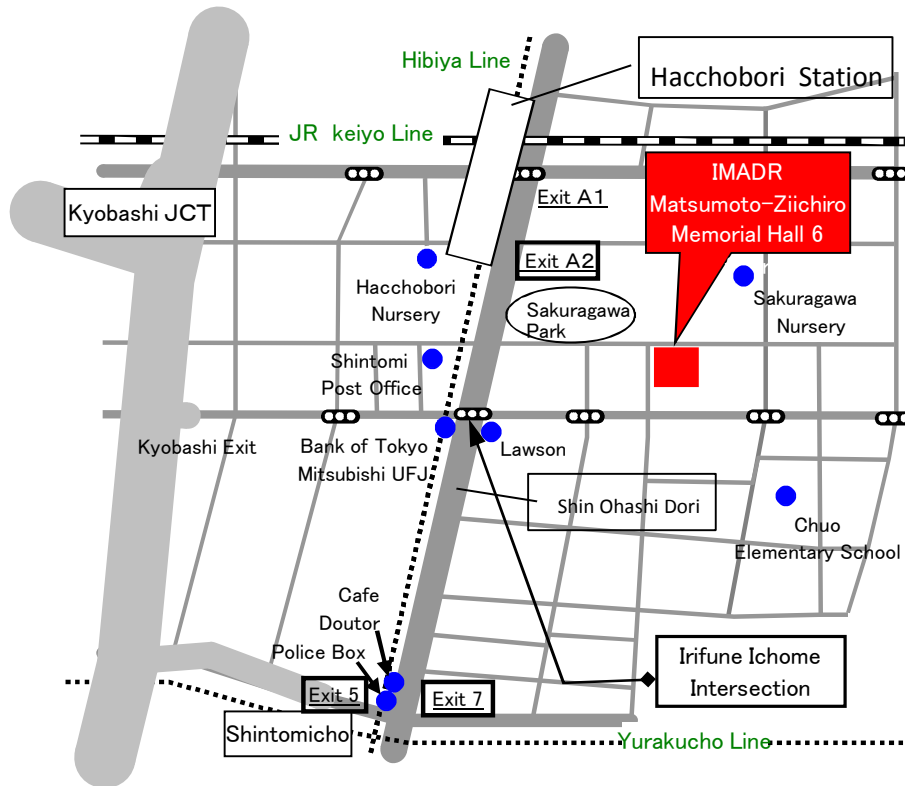 Hibiya Line
Hacchobori Station
JR keiyo Line
IMADR
Matsumoto-Ziichiro
Memorial Hall 6
Kyobashi JCT
Exit A1
Exit A2
Hacchobori
Nursery
Sakuragawa
Park
Sakuragawa
Nursery
Shintomi
Post Office
Kyobashi Exit
Bank of Tokyo
Mitsubishi UFJ
Lawson
Shin Ohashi Dori
Chuo
Elementary School
Cafe
Doutor
Police Box
Irifune Ichome
Intersection
Exit 5
Exit 7
Shintomicho
Yurakucho Line